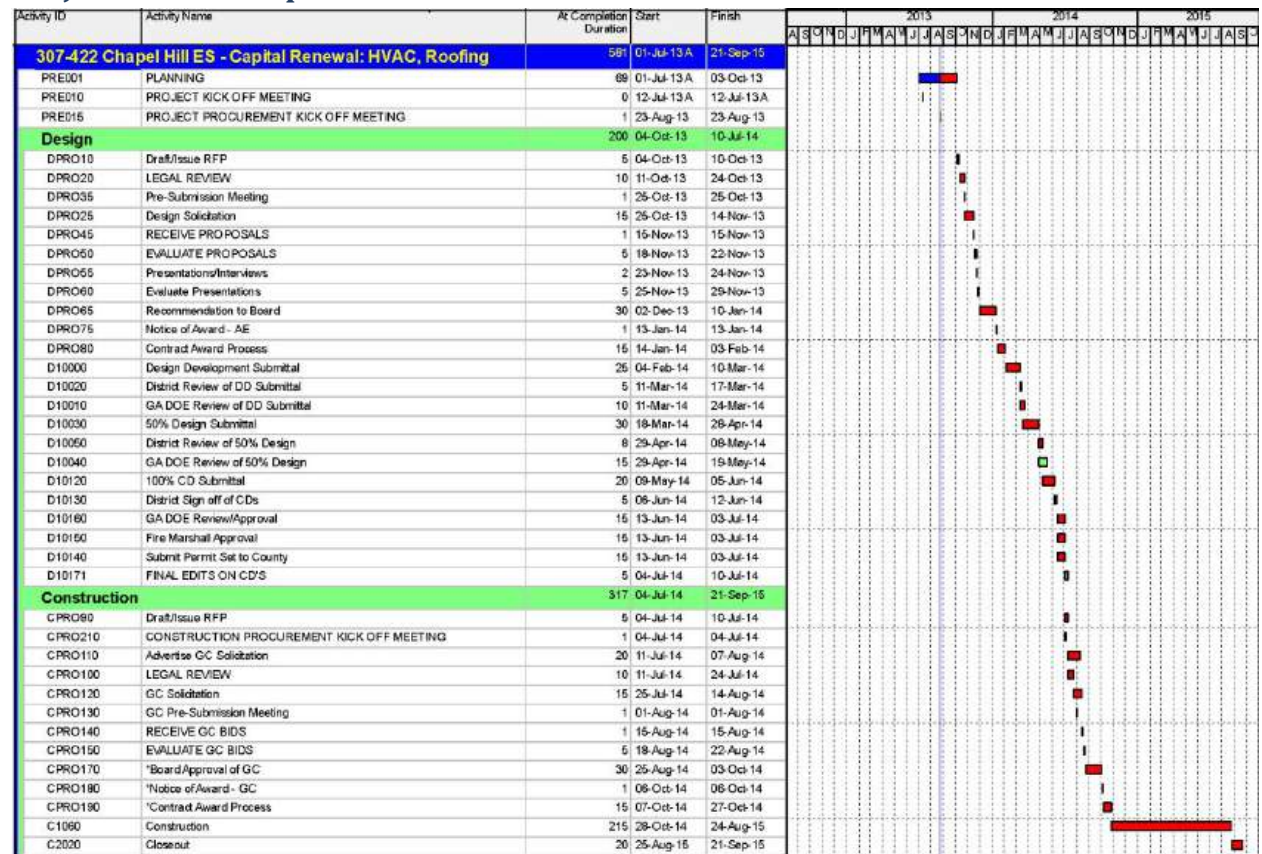 Activity ID Activity Name At Completion Duration Start Finish 2013 2014 2015
A S O N D J F M A M J J A S O N D J F M A M J J A S O N D J F M A M J J A S
307-422 Chapel Hill ES - Capital Renewal: HVAC, Roofing 581 01-Jul-13 A 21-Sep-15
PRE001 PLANNING 69 01-Jul-13 A 03-Oct-13
PRE010 PROJECT KICK OFF MEETING 0 12-Jul-13 A 12-Jul-13 A
PRE015 PROJECT PROCUREMENT KICK OFF MEETING 1 23-Aug-13 23-Aug-13
Design 200 04-Oct-13 10-Jul-14
DPRO10 Draft/Issue RFP 5 04-Oct-13 10-Oct-13
DPRO20 LEGAL REVIEW 10 11-Oct-13 24-Oct-13
DPRO35 Pre-Submission Meeting 1 25-Oct-13 25-Oct-13
DPRO25 Design Solicitation 15 25-Oct-13 14-Nov-13
DPRO45 RECEIVE PROPOSALS 1 15-Nov-13 15-Nov-13
DPRO50 EVALUATE PROPOSALS 5 18-Nov-13 22-Nov-13
DPRO55 Presentations/Interviews 2 23-Nov-13 24-Nov-13
DPRO60 Evaluate Presentations 5 25-Nov-13 29-Nov-13
DPRO65 Recommendation to Board 30 02-Dec-13 10-Jan-14
DPRO75 Notice of Award - AE 1 13-Jan-14 13-Jan-14
DPRO80 Contract Award Process 15 14-Jan-14 03-Feb-14
D10000 Design Development Submittal 25 04-Feb-14 10-Mar-14
D10020 District Review of DD Submittal 5 11-Mar-14 17-Mar-14
D10010 GA DOE Review of DD Submittal 10 11-Mar-14 24-Mar-14
D10030 50% Design Submittal 30 18-Mar-14 28-Apr-14
D10050 District Review of 50% Design 8 29-Apr-14 08-May-14
D10040 GA DOE Review of 50% Design 15 29-Apr-14 19-May-14
D10120 100% CD Submittal 20 09-May-14 05-Jun-14
D10130 District Sign off of CDs 5 06-Jun-14 12-Jun-14
D10160 GA DOE Review/Approval 15 13-Jun-14 03-Jul-14
D10150 Fire Marshall Approval 15 13-Jun-14 03-Jul-14
D10140 Submit Permit Set to County 15 13-Jun-14 03-Jul-14
D10171 FINAL EDITS ON CD'S 5 04-Jul-14 10-Jul-14
Construction 317 04-Jul-14 21-Sep-15
CPRO90 Draft/Issue RFP 5 04-Jul-14 10-Jul-14
CPRO210 CONSTRUCTION PROCUREMENT KICK OFF MEETING 1 04-Jul-14 04-Jul-14
CPRO110 Advertise GC Solicitation 20 11-Jul-14 07-Aug-14
CPRO100 LEGAL REVIEW 10 11-Jul-14 24-Jul-14
CPRO120 GC Solicitation 15 25-Jul-14 14-Aug-14
CPRO130 GC Pre-Submission Meeting 1 01-Aug-14 01-Aug-14
CPRO140 RECEIVE GC BIDS 1 15-Aug-14 15-Aug-14
CPRO150 EVALUATE GC BIDS 5 18-Aug-14 22-Aug-14
CPRO170 *Board Approval of GC 30 25-Aug-14 03-Oct-14
CPRO180 *Notice of Award - GC 1 06-Oct-14 06-Oct-14
CPRO190 *Contract Award Process 15 07-Oct-14 27-Oct-14
C1060 Construction 215 28-Oct-14 24-Aug-15
C2020 Closeout 20 25-Aug-15 21-Sep-15